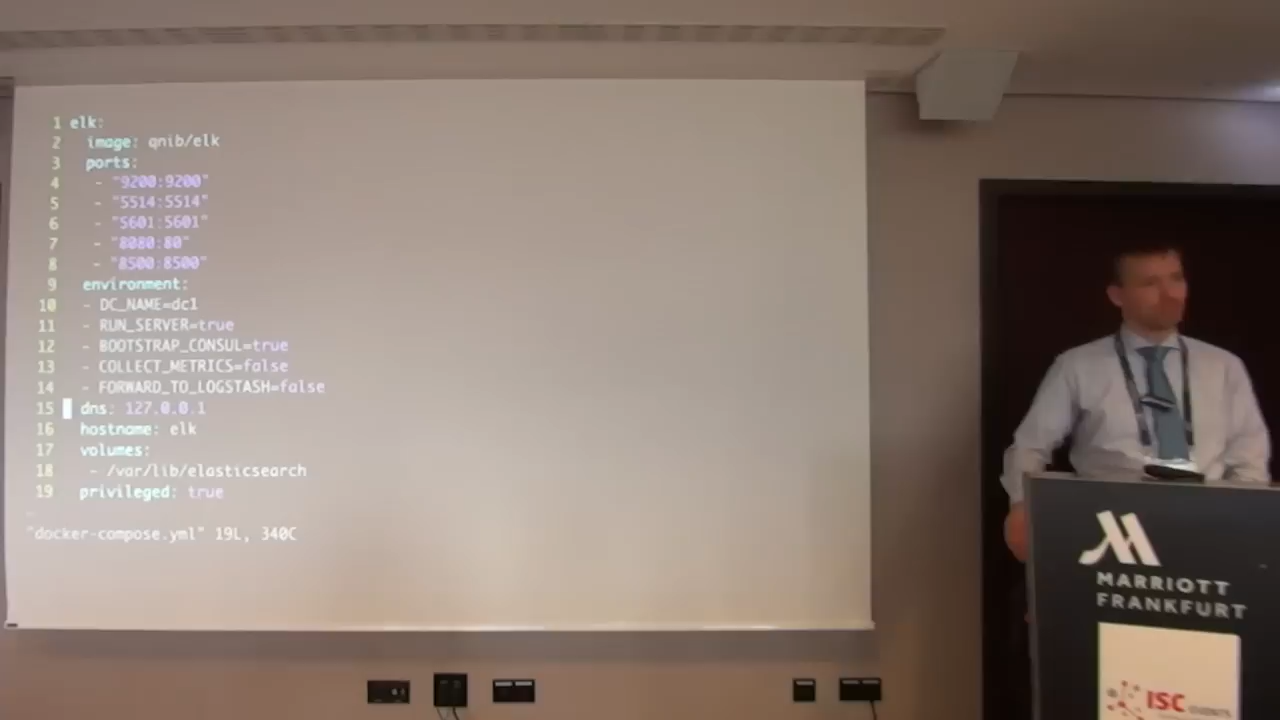 1 elk:
2 image: qnib/elk
3 ports:
4 - "9200:9200"
5 - "5514:5514"
6 - "5601:5601"
7 - "8080:80"
8 - "8500:8500"
9 environment:
10 - DC_NAME=dc1
11 - RUN_SERVER=true
12 - BOOTSTRAP_CONSUL=true
13 - COLLECT_METRICS=false
14 - FORWARD_TO_LOGSTASH=false
15 dns: 127.0.0.1
16 hostname: elk
17 volumes:
18 - /var/lib/elasticsearch
19 privileged: true
"docker-compose.yml" 19L, 340C
MARRIOTT
FRANKFURT
ISC